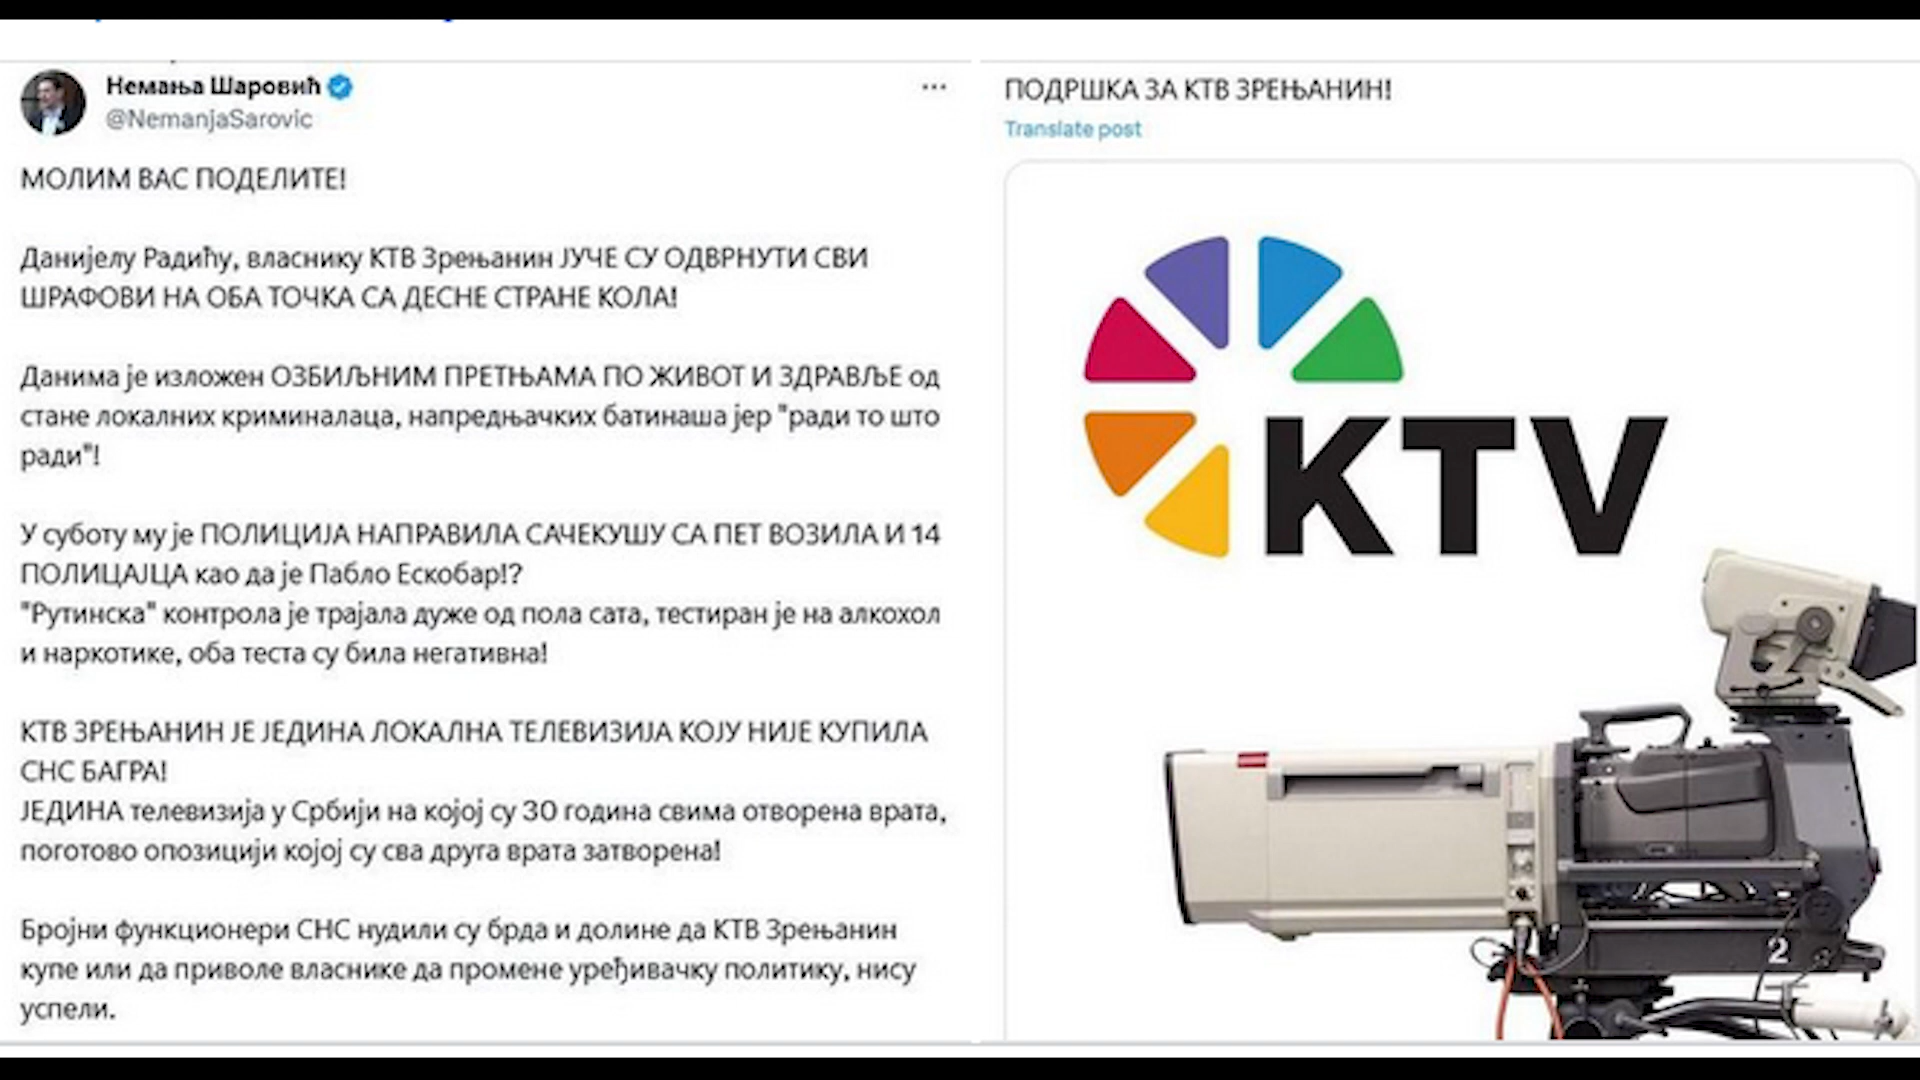 Немања Шаровић
@NemanjaSarovic
МОЛИМ ВАС ПОДЕЛИТЕ!
Данијелу Радићу, власнику КТВ Зрењанин ЈУЧЕ СУ ОДВРНУТИ СВИ
ШРАФОВИ НА ОБА ТОЧКА СА ДЕСНЕ СТРАНЕ КОЛА!
Данима је изложен ОЗБИЉНИМ ПРЕТЊАМА ПО ЖИВОТ И ЗДРАВЉЕ од
стане локалних криминалаца, напредњачких батинаша јер "ради то што
ради"!
У суботу му је ПОЛИЦИЈА НАПРАВИЛА САЧЕКУШУ СА ПЕТ ВОЗИЛА И 14
ПОЛИЦАЈЦА као да је Пабло Ескобар!?
"Рутинска" контрола је трајала дуже од пола сата, тестиран је на алкохол
и наркотике, оба теста су била негативна!
КТВ ЗРЕЊАНИН ЈЕ ЈЕДИНА ЛОКАЛНА ТЕЛЕВИЗИЈА КОЈУ НИЈЕ КУПИЛА
СНС БАГРА!
ЈЕДИНА телевизија у Србији на којој су 30 година свима отворена врата,
поготово опозицији којој су сва друга врата затворена!
Бројни функционери СНС нудили су брда и долине да КТВ Зрењанин
купе или да приволе власнике да промене уређивачку политику, нису
успели.
ПОДРШКА ЗА КТВ ЗРЕЊАНИН!
Translate post
KTV
2